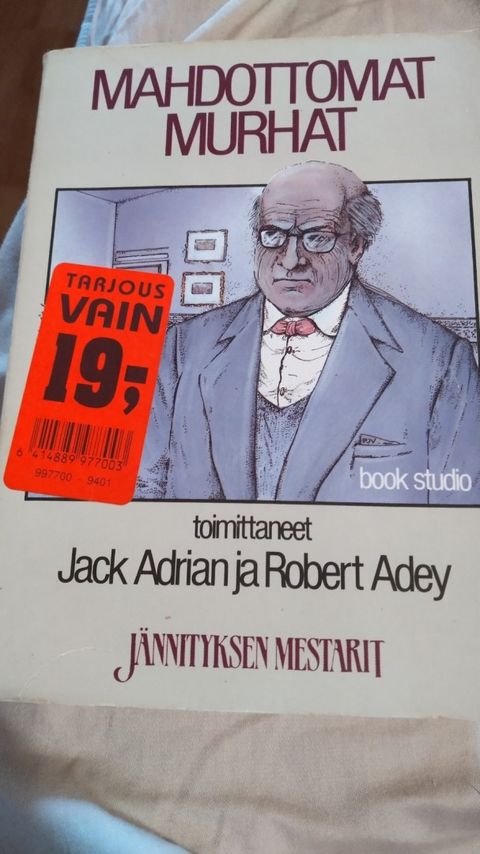 MAHDOTTOMAT
MURHAT
TARJOUS
VAIN
19,-
6 414889 977003
997700 - 9401
book studio
toimittaneet
Jack Adrian ja Robert Adey
JÄNNITYKSEN MESTARIT